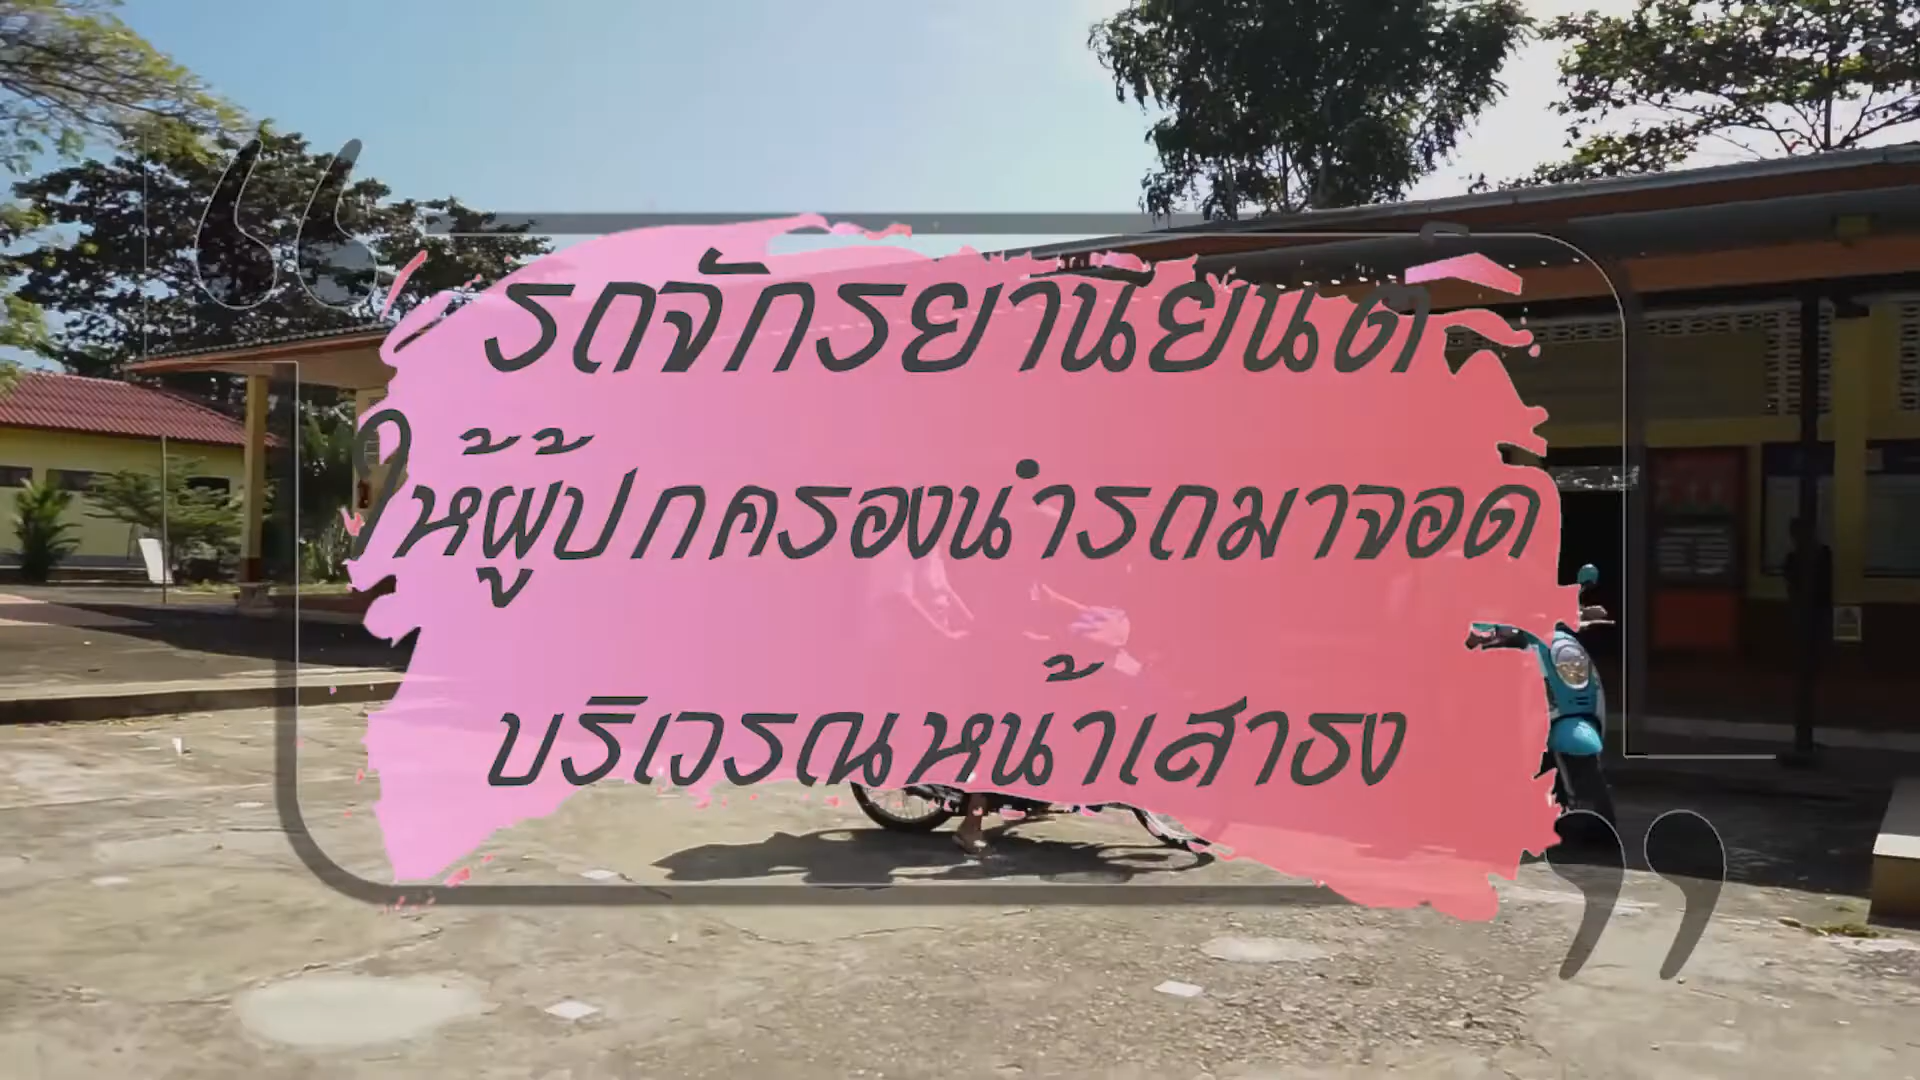 รถจักรยานยนต์
ให้ผู้ปกครองนำรถมาจอด
บริเวรณหน้าเสาธง